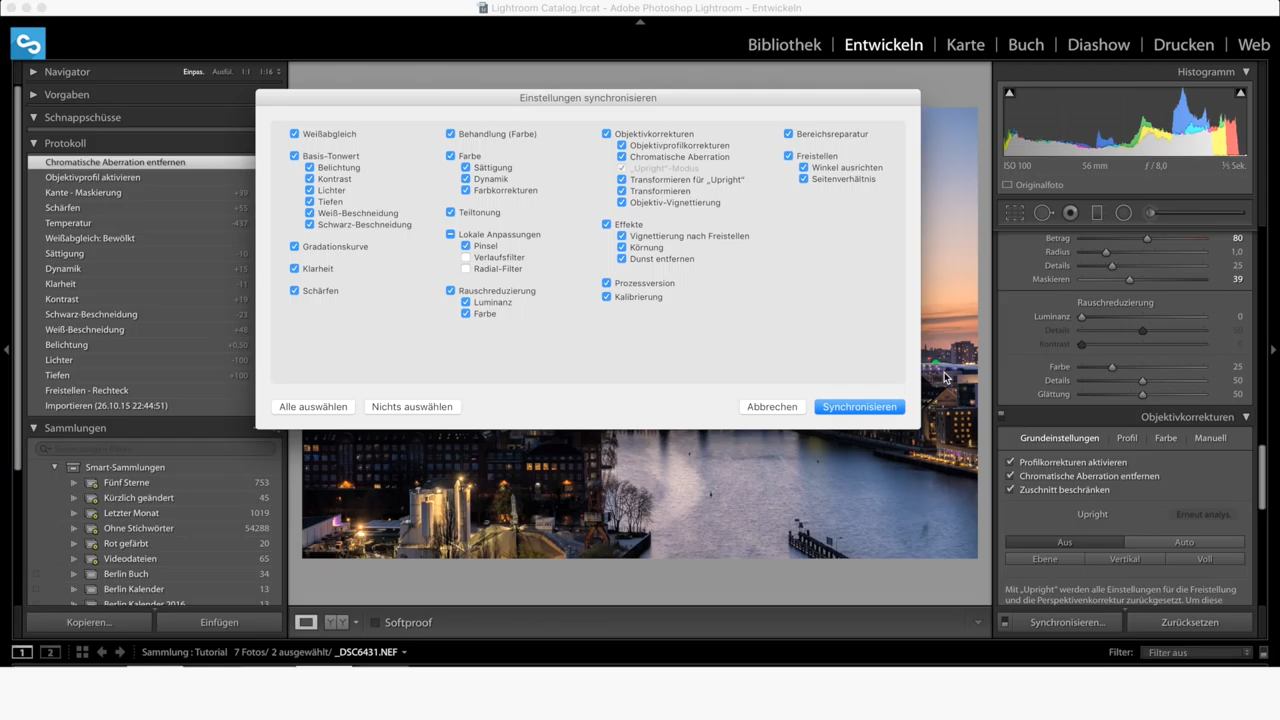 Lightroom Catalog.lrcat - Adobe Photoshop Lightroom - Entwickeln
Bibliothek | Entwickeln | Karte | Buch | Diashow | Drucken | Web
Navigator Einpas. Ausfül. 1:1 1:16
Vorgaben
Schnappschüsse
Protokoll
Chromatische Aberration entfernen
Objektivprofil aktivieren
Kante - Maskierung +39
Schärfen +55
Temperatur -437
Weißabgleich: Bewölkt
Sättigung -10
Dynamik +15
Klarheit -11
Kontrast +19
Schwarz-Beschneidung -23
Weiß-Beschneidung +48
Belichtung +0,50
Lichter -100
Tiefen +100
Freistellen - Rechteck
Importieren (26.10.15 22:44:51)
Sammlungen
Smart-Sammlungen
Fünf Sterne 753
Kürzlich geändert 45
Letzter Monat 1019
Ohne Stichwörter 54288
Rot gefärbt 20
Videodateien 65
Berlin Buch 34
Berlin Kalender 13
Berlin Kalender 2016 13
Kopieren... Einfügen
Einstellungen synchronisieren
Weißabgleich
Basis-Tonwert
Belichtung
Kontrast
Lichter
Tiefen
Weiß-Beschneidung
Schwarz-Beschneidung
Gradationskurve
Klarheit
Schärfen
Behandlung (Farbe)
Farbe
Sättigung
Dynamik
Farbkorrekturen
Teiltonung
Lokale Anpassungen
Pinsel
Verlaufsfilter
Radial-Filter
Rauschreduzierung
Luminanz
Farbe
Objektivkorrekturen
Objektivprofilkorrekturen
Chromatische Aberration
„Upright"-Modus
Transformieren für „Upright"
Transformieren
Objektiv-Vignettierung
Effekte
Vignettierung nach Freistellen
Körnung
Dunst entfernen
Prozessversion
Kalibrierung
Bereichsreparatur
Freistellen
Winkel ausrichten
Seitenverhältnis
Alle auswählen Nichts auswählen Abbrechen Synchronisieren
Softproof
Histogramm
ISO 100 56 mm f / 8,0 ⅕ Sek.
Originalfoto
Betrag 80
Radius 1,0
Details 25
Maskieren 39
Rauschreduzierung
Luminanz 0
Details 50
Kontrast 0
Farbe 25
Details 50
Glättung 50
Objektivkorrekturen
Grundeinstellungen Profil Farbe Manuell
Profilkorrekturen aktivieren
Chromatische Aberration entfernen
Zuschnitt beschränken
Upright Erneut analys.
Aus Auto
Ebene Vertikal Voll
Mit „Upright" werden alle Einstellungen für die Freistellung
und die Perspektivenkorrektur zurückgesetzt. Um diese
Synchronisieren... Zurücksetzen
1 2 Sammlung : Tutorial 7 Fotos/ 2 ausgewählt/ _DSC6431.NEF Filter: Filter aus